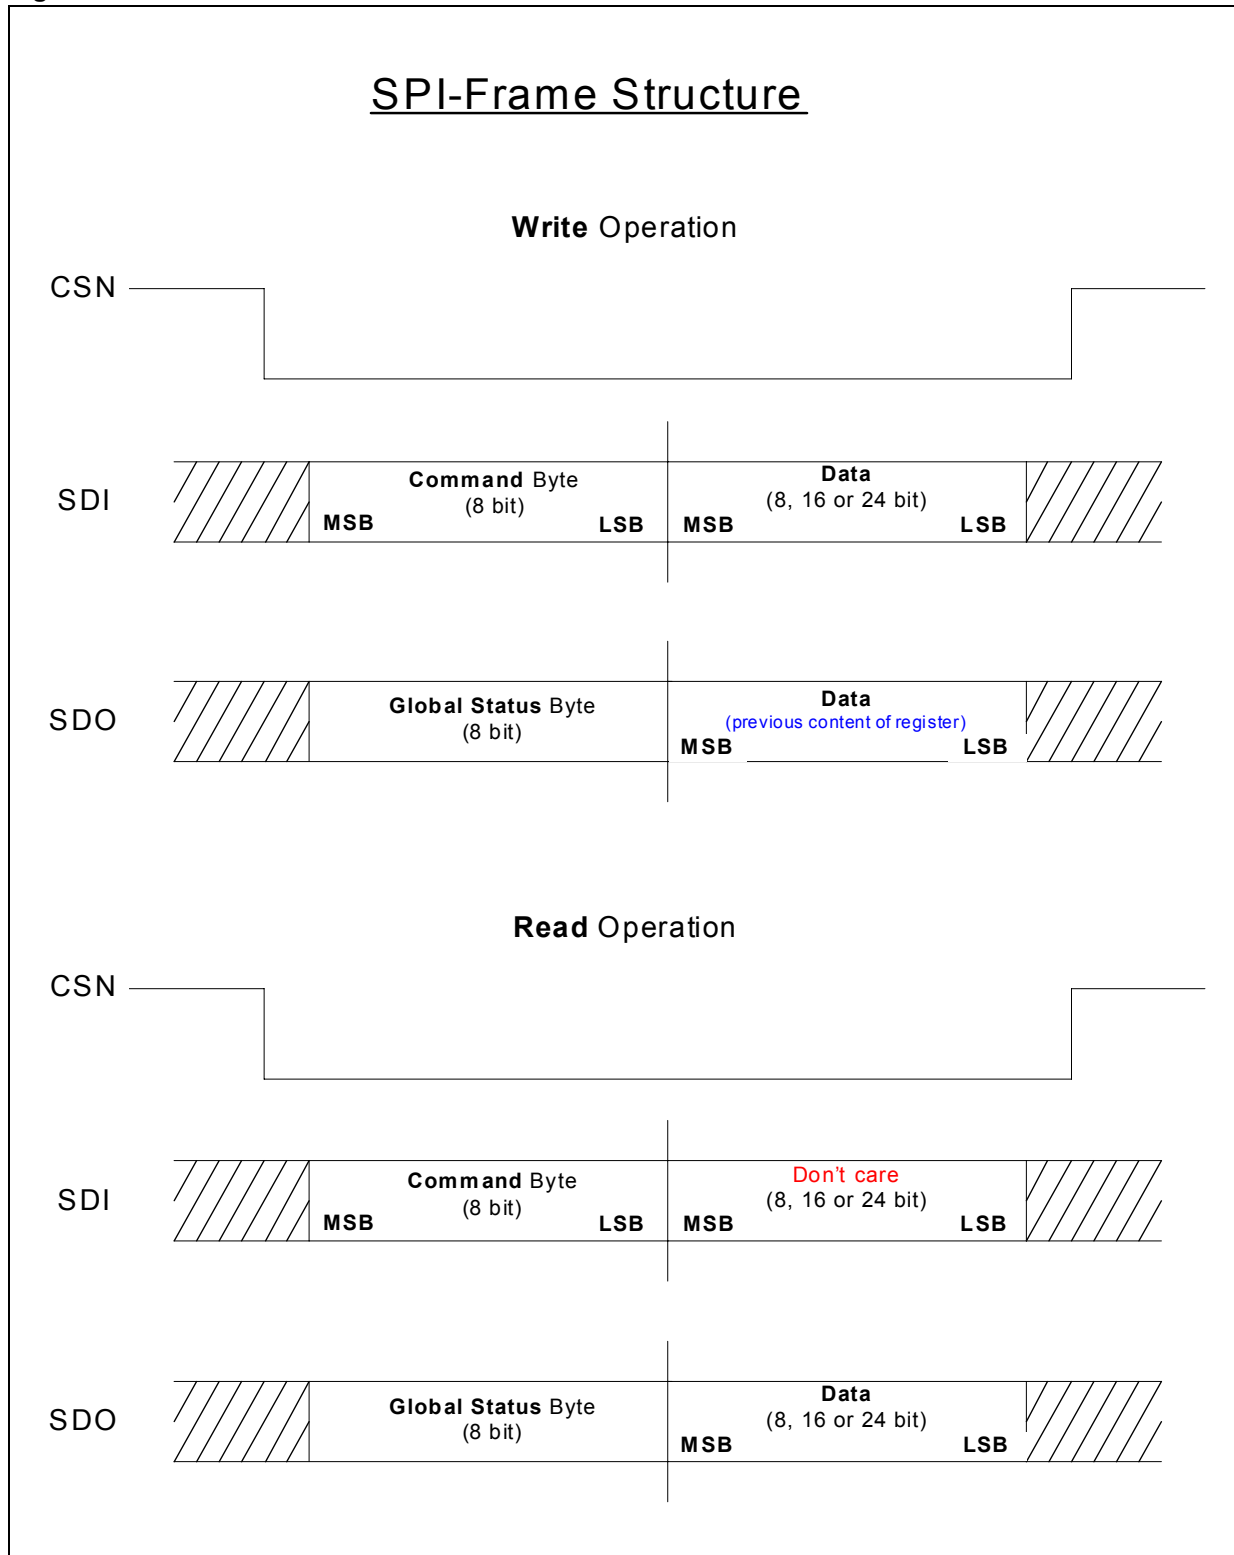 SPI-Frame Structure
Write Operation
CSN
SDI
Command Byte
(8 bit)
MSB
LSB
Data
(8, 16 or 24 bit)
MSB
LSB
SDO
Global Status Byte
(8 bit)
Data
(previous content of register)
MSB
LSB
Read Operation
CSN
SDI
Command Byte
(8 bit)
MSB
LSB
Don't care
(8, 16 or 24 bit)
MSB
LSB
SDO
Global Status Byte
(8 bit)
Data
(8, 16 or 24 bit)
MSB
LSB